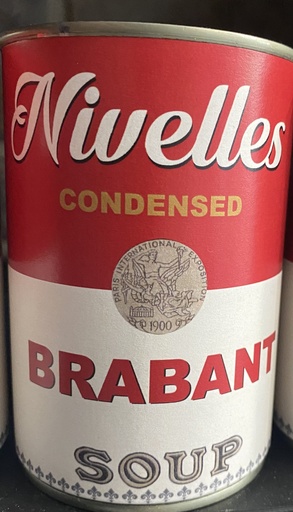 Nivelles
CONDENSED
PARIS INTERNATIONAL EXPOSITION
1900
BRABANT
SOUP